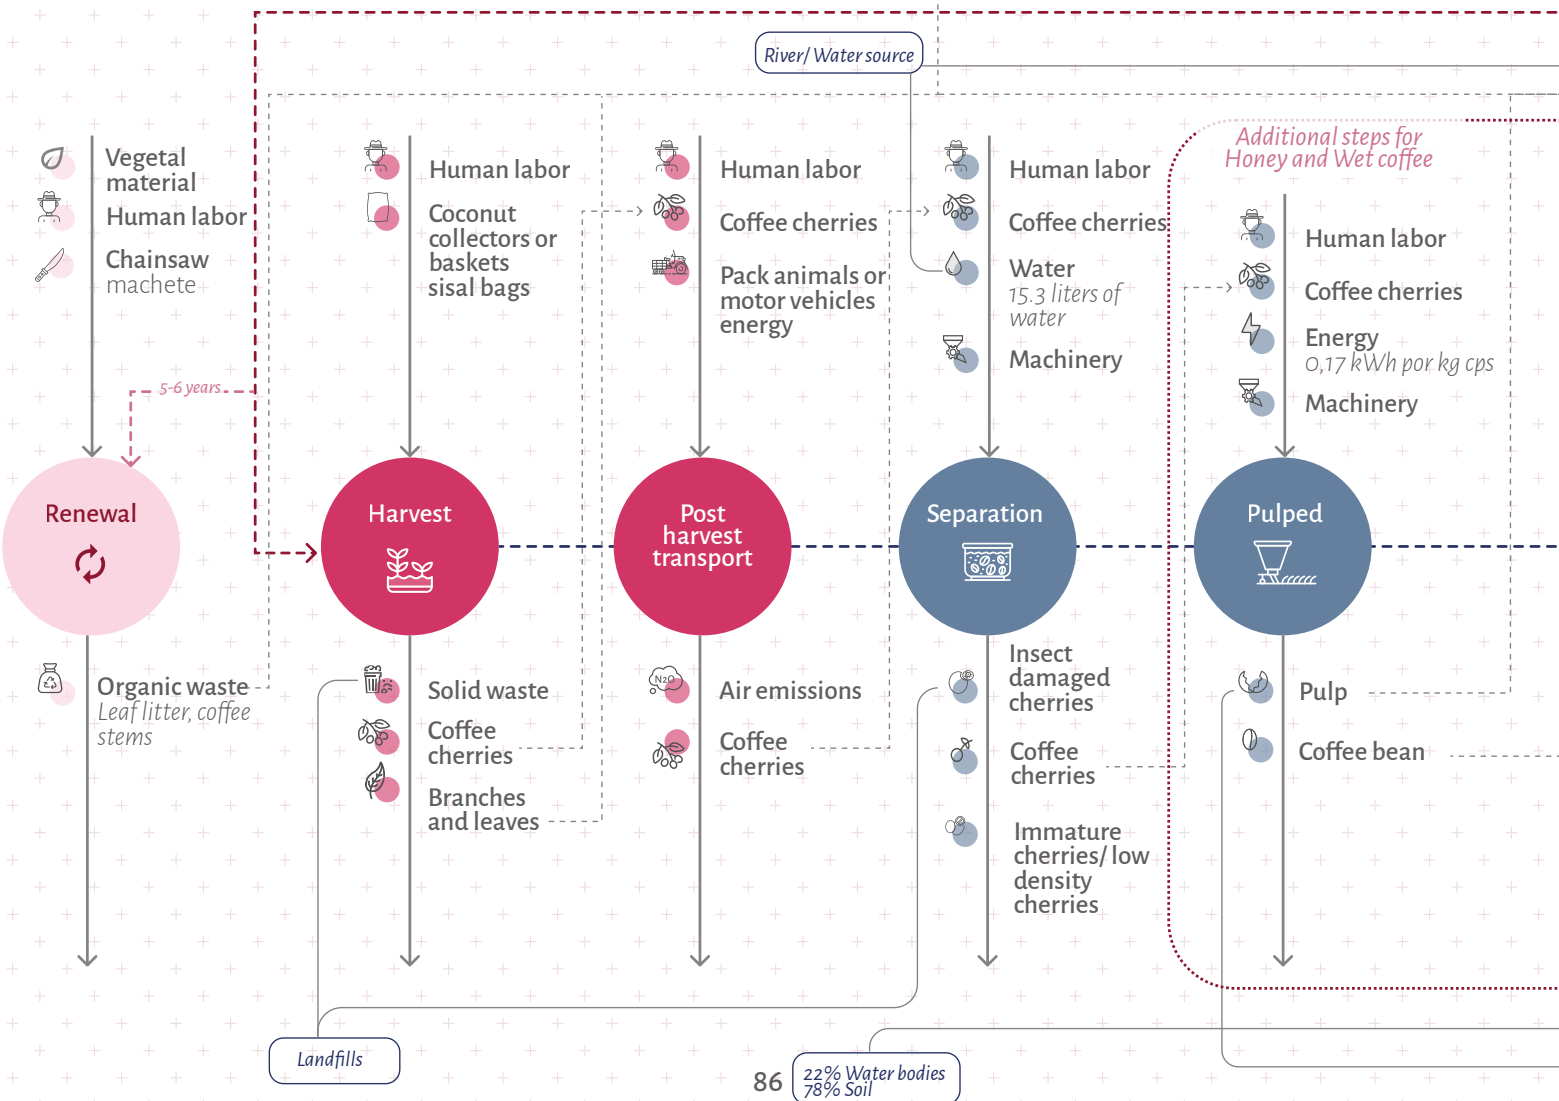 River/ Water source
Additional steps for
Honey and Wet coffee
Vegetal
material
Human labor
Chainsaw
machete
5-6 years
Renewal
Organic waste
Leaf litter, coffee
stems
Human labor
Coconut
collectors or
baskets
sisal bags
Harvest
Solid waste
Coffee
cherries
Branches
and leaves
Human labor
Coffee cherries
Pack animals or
motor vehicles
energy
Post
harvest
transport
N2O
Air emissions
Coffee
cherries
Human labor
Coffee cherries
Water
15.3 liters of
water
Machinery
Separation
Insect
damaged
cherries
Coffee
cherries
Immature
cherries/ low
density
cherries
Human labor
Coffee cherries
Energy
0,17 kWh por kg cps
Machinery
Pulped
Pulp
Coffee bean
Landfills
86
22% Water bodies
78% Soil